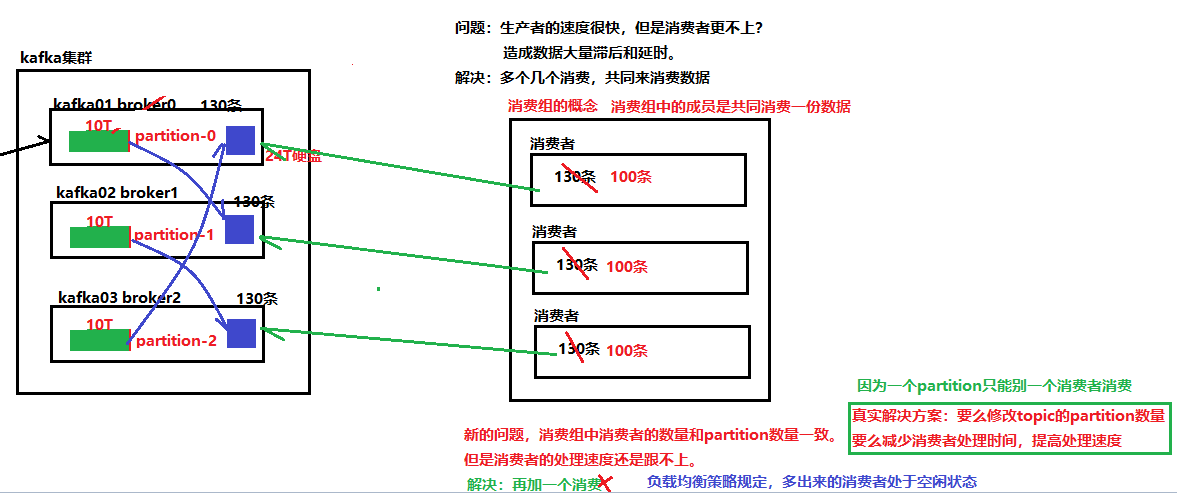 问题：生产者的速度很快，但是消费者更不上？
造成数据大量滞后和延时。
解决：多个几个消费，共同来消费数据
kafka集群
消费组的概念 消费组中的成员是共同消费一份数据
kafka01 broker0 130条
10T
partition-0
24T硬盘
消费者
130条 100条
kafka02 broker1
130条
10T
partition-1
消费者
130条 100条
kafka03 broker2
130条
10T
partition-2
消费者
130条 100条
因为一个partition只能别一个消费者消费
真实解决方案：要么修改topic的partition数量
要么减少消费者处理时间，提高处理速度
新的问题，消费组中消费者的数量和partition数量一致。
但是消费者的处理速度还是跟不上。
解决：再加一个消费
负载均衡策略规定，多出来的消费者处于空闲状态